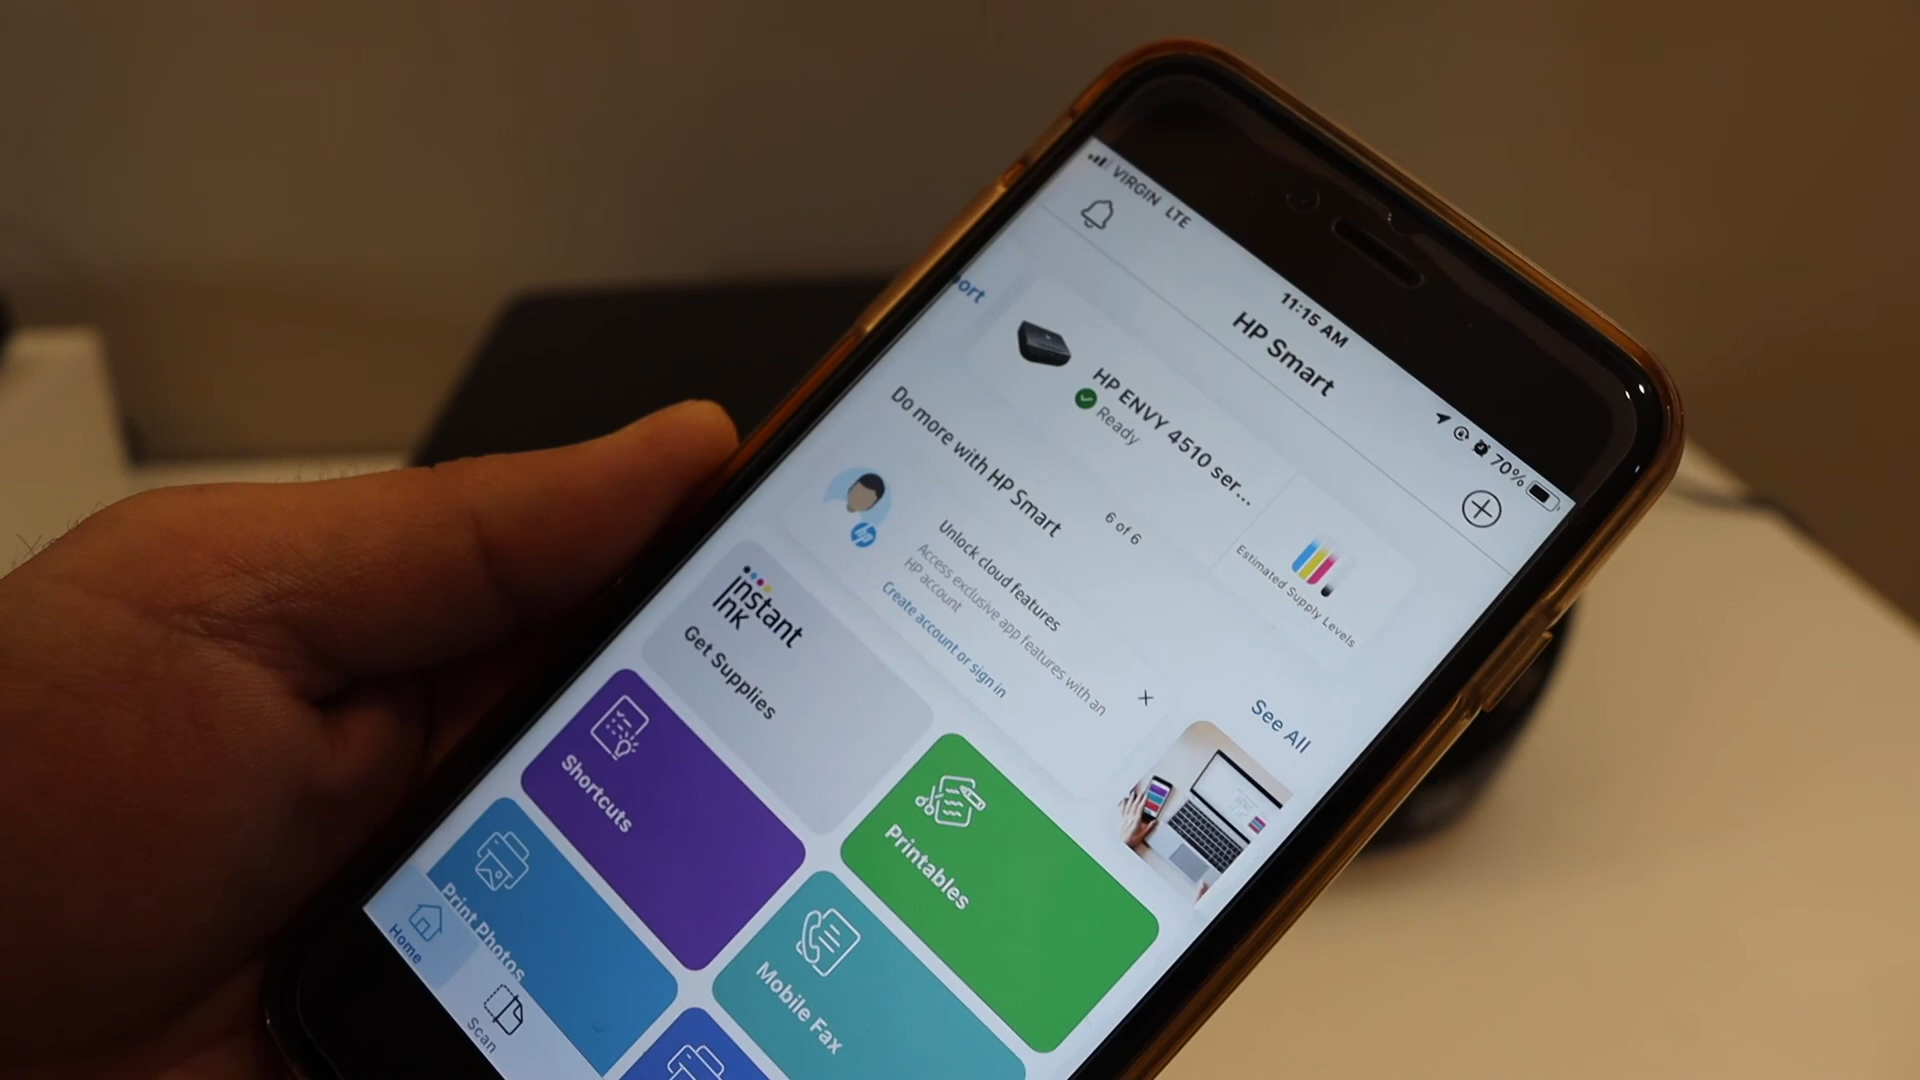 VIRGIN LTE
11:15 AM
70%
HP Smart
ort
HP ENVY 4510 ser...
Ready
Estimated Supply Levels
6 of 6
Do more with HP Smart
See All
hp
Unlock cloud features
Access exclusive app features with an
HP account
Create account or sign in
instant
ink
Get Supplies
Printables
Shortcuts
Mobile Fax
Print Photos
Home
Scan